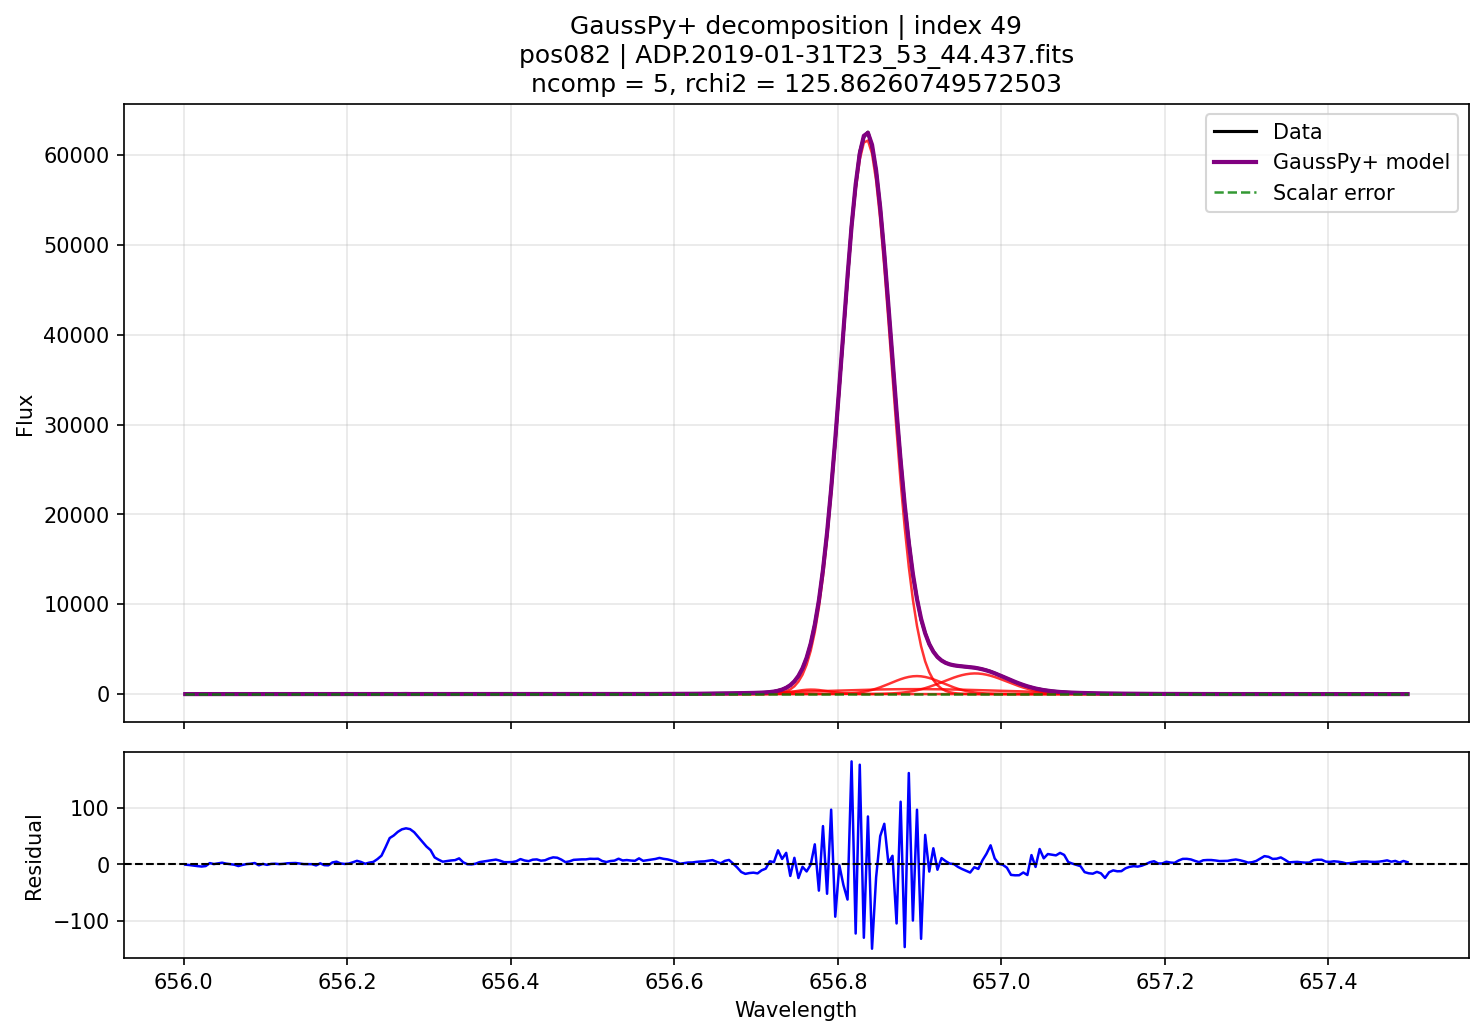 GaussPy+ decomposition | index 49
pos082 | ADP.2019-01-31T23_53_44.437.fits
ncomp = 5, rchi2 = 125.86260749572503
Data
GaussPy+ model
Scalar error
Flux
60000
50000
40000
30000
20000
10000
0
Residual
100
0
−100
656.0
656.2
656.4
656.6
656.8
657.0
657.2
657.4
Wavelength